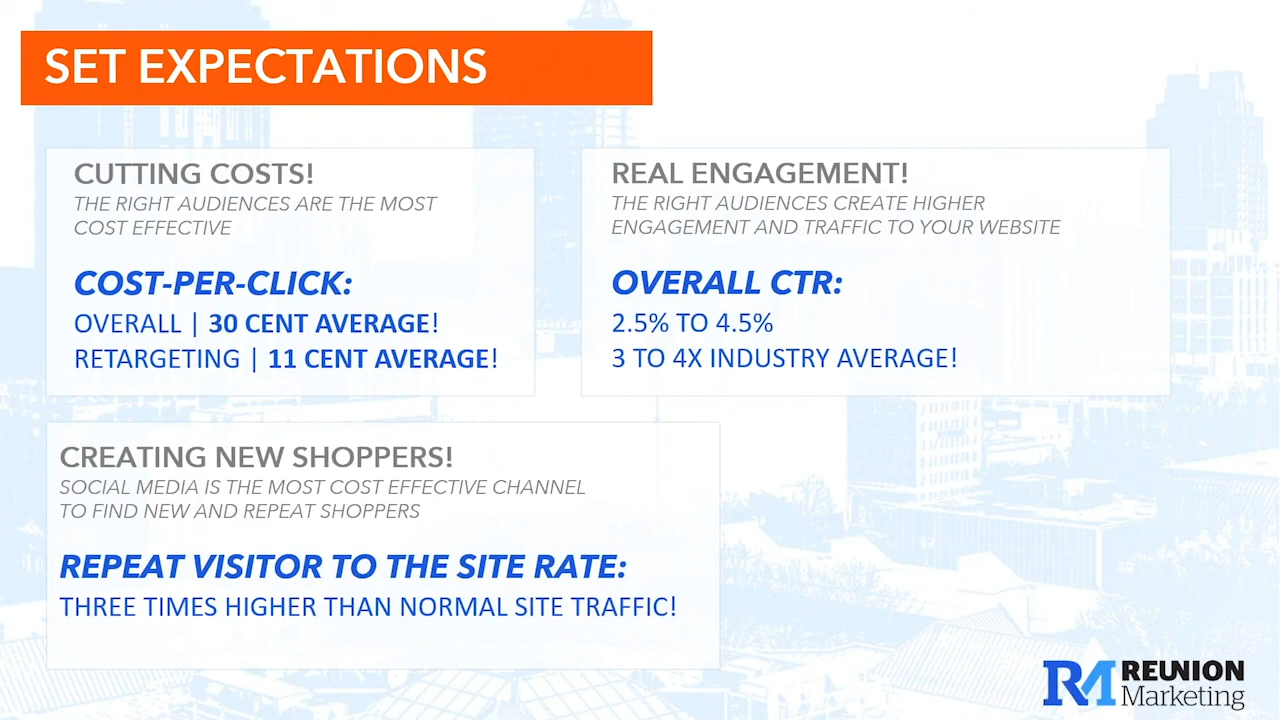 SET EXPECTATIONS
CUTTING COSTS!
THE RIGHT AUDIENCES ARE THE MOST
COST EFFECTIVE
COST-PER-CLICK:
OVERALL | 30 CENT AVERAGE!
RETARGETING | 11 CENT AVERAGE!
REAL ENGAGEMENT!
THE RIGHT AUDIENCES CREATE HIGHER
ENGAGEMENT AND TRAFFIC TO YOUR WEBSITE
OVERALL CTR:
2.5% TO 4.5%
3 TO 4X INDUSTRY AVERAGE!
CREATING NEW SHOPPERS!
SOCIAL MEDIA IS THE MOST COST EFFECTIVE CHANNEL
TO FIND NEW AND REPEAT SHOPPERS
REPEAT VISITOR TO THE SITE RATE:
THREE TIMES HIGHER THAN NORMAL SITE TRAFFIC!
RM REUNION
Marketing